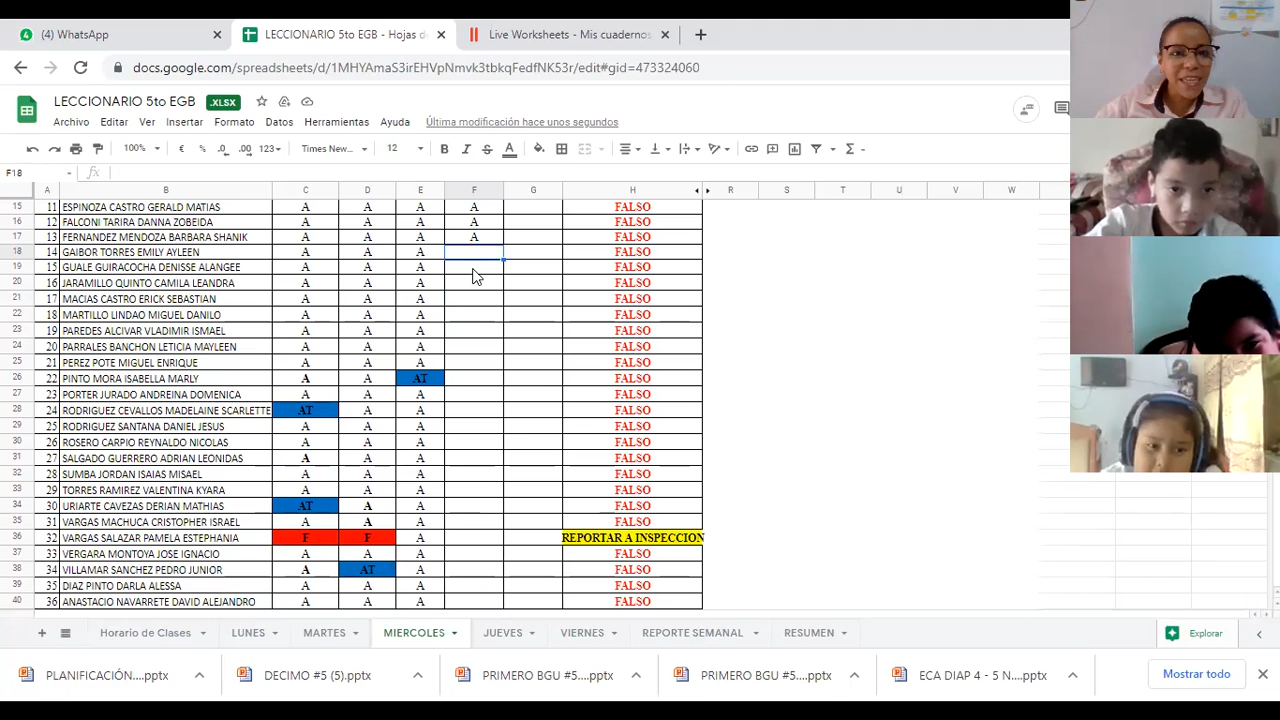 (4) WhatsApp × LECCIONARIO 5to EGB - Hojas de × Live Worksheets - Mis cuadernos × +
docs.google.com/spreadsheets/d/1MHYAmaS3irEHVpNmvk3tbkqFedfNK53r/edit#gid=473324060
LECCIONARIO 5to EGB .XLSX
Archivo Editar Ver Insertar Formato Datos Herramientas Ayuda Última modificación hace unos segundos
100% € % .0 .00 123 Times New... 12 B I S A
F18 fx
A B C D E F G H R S T U V W
15 11 ESPINOZA CASTRO GERALD MATIAS A A A A FALSO
16 12 FALCONI TARIRA DANNA ZOBEIDA A A A A FALSO
17 13 FERNANDEZ MENDOZA BARBARA SHANIK A A A A FALSO
18 14 GAIBOR TORRES EMILY AYLEEN A A A FALSO
19 15 GUALE GUIRACOCHA DENISSE ALANGEE A A A FALSO
20 16 JARAMILLO QUINTO CAMILA LEANDRA A A A FALSO
21 17 MACIAS CASTRO ERICK SEBASTIAN A A A FALSO
22 18 MARTILLO LINDAO MIGUEL DANILO A A A FALSO
23 19 PAREDES ALCIVAR VLADIMIR ISMAEL A A A FALSO
24 20 PARRALES BANCHON LETICIA MAYLEEN A A A FALSO
25 21 PEREZ POTE MIGUEL ENRIQUE A A A FALSO
26 22 PINTO MORA ISABELLA MARLY A A AT FALSO
27 23 PORTER JURADO ANDREINA DOMENICA A A A FALSO
28 24 RODRIGUEZ CEVALLOS MADELAINE SCARLETTE AT A A FALSO
29 25 RODRIGUEZ SANTANA DANIEL JESUS A A A FALSO
30 26 ROSERO CARPIO REYNALDO NICOLAS A A A FALSO
31 27 SALGADO GUERRERO ADRIAN LEONIDAS A A A FALSO
32 28 SUMBA JORDAN ISAIAS MISAEL A A A FALSO
33 29 TORRES RAMIREZ VALENTINA KYARA A A A FALSO
34 30 URIARTE CAVEZAS DERIAN MATHIAS AT A A FALSO
35 31 VARGAS MACHUCA CRISTOPHER ISRAEL A A A FALSO
36 32 VARGAS SALAZAR PAMELA ESTEPHANIA F F A REPORTAR A INSPECCION
37 33 VERGARA MONTOYA JOSE IGNACIO A A A FALSO
38 34 VILLAMAR SANCHEZ PEDRO JUNIOR A AT A FALSO
39 35 DIAZ PINTO DARLA ALESSA A A A FALSO
40 36 ANASTACIO NAVARRETE DAVID ALEJANDRO A A A FALSO
+ Horario de Clases LUNES MARTES MIERCOLES JUEVES VIERNES REPORTE SEMANAL RESUMEN Explorar
PLANIFICACIÓN....pptx DECIMO #5 (5).pptx PRIMERO BGU #5....pptx PRIMERO BGU #5....pptx ECA DIAP 4 - 5 N....pptx Mostrar todo ×